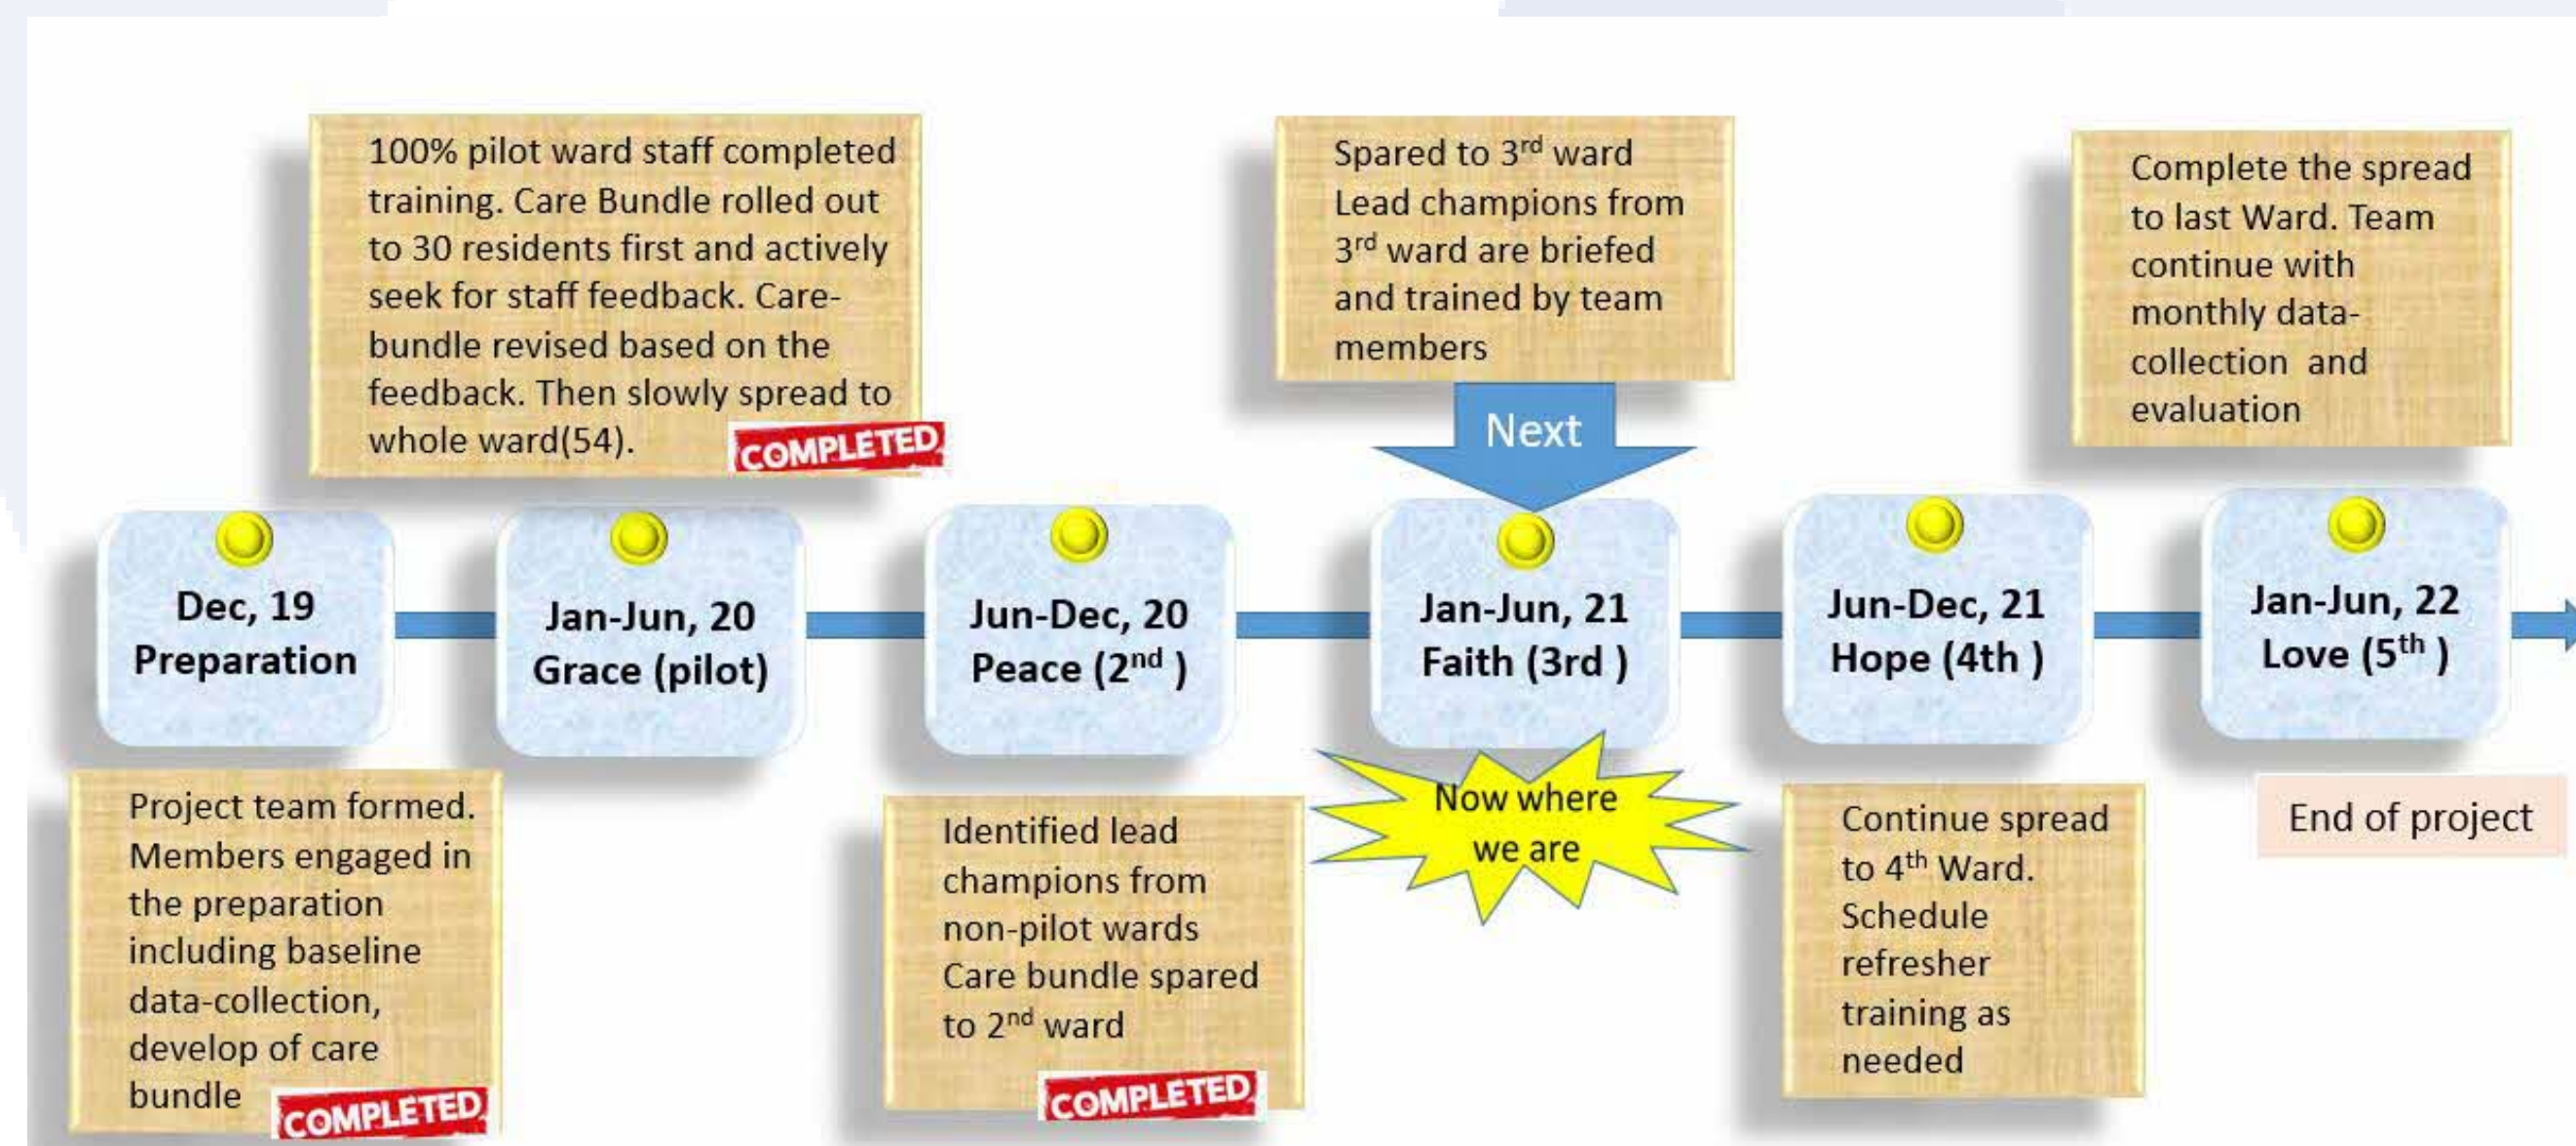 100% pilot ward staff completed
training. Care Bundle rolled out
to 30 residents first and actively
seek for staff feedback. Care-
bundle revised based on the
feedback. Then slowly spread to
whole ward(54).
COMPLETED
Spared to 3rd ward
Lead champions from
3rd ward are briefed
and trained by team
members
Next
Complete the spread
to last Ward. Team
continue with
monthly data-
collection and
evaluation
Dec, 19
Preparation
Jan-Jun, 20
Grace (pilot)
Jun-Dec, 20
Peace (2nd )
Jan-Jun, 21
Faith (3rd )
Jun-Dec, 21
Hope (4th )
Jan-Jun, 22
Love (5th )
Project team formed.
Members engaged in
the preparation
including baseline
data-collection,
develop of care
bundle
COMPLETED
Identified lead
champions from
non-pilot wards
Care bundle spared
to 2nd ward
COMPLETED
Now where
we are
Continue spread
to 4th Ward.
Schedule
refresher
training as
needed
End of project